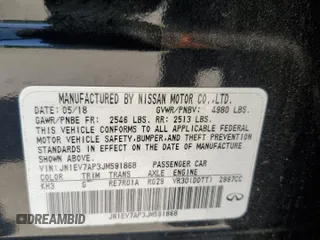 MANUFACTURED BY NISSAN MOTOR CO.,LTD.
DATE: 05/18 GVWR/PNBV: 4980 LBS.
GAWR/PNBE FR: 2546 LBS. RR: 2513 LBS.
THIS VEHICLE CONFORMS TO ALL APPLICABLE FEDERAL
MOTOR VEHICLE SAFETY, BUMPER, AND THEFT PREVENTION
STANDARDS IN EFFECT ON THE DATE OF MANUFACTURE
SHOWN ABOVE.
VIN:JN1EV7AP3JM591868 PASSENGER CAR
COLOR TRIM TRANS AXLE ENGINE
KH3 G RE7R01A RG28 VR30(DDTT) 2997CC
JN1EV7AP3JM591868
INFINITI
BIDFAX